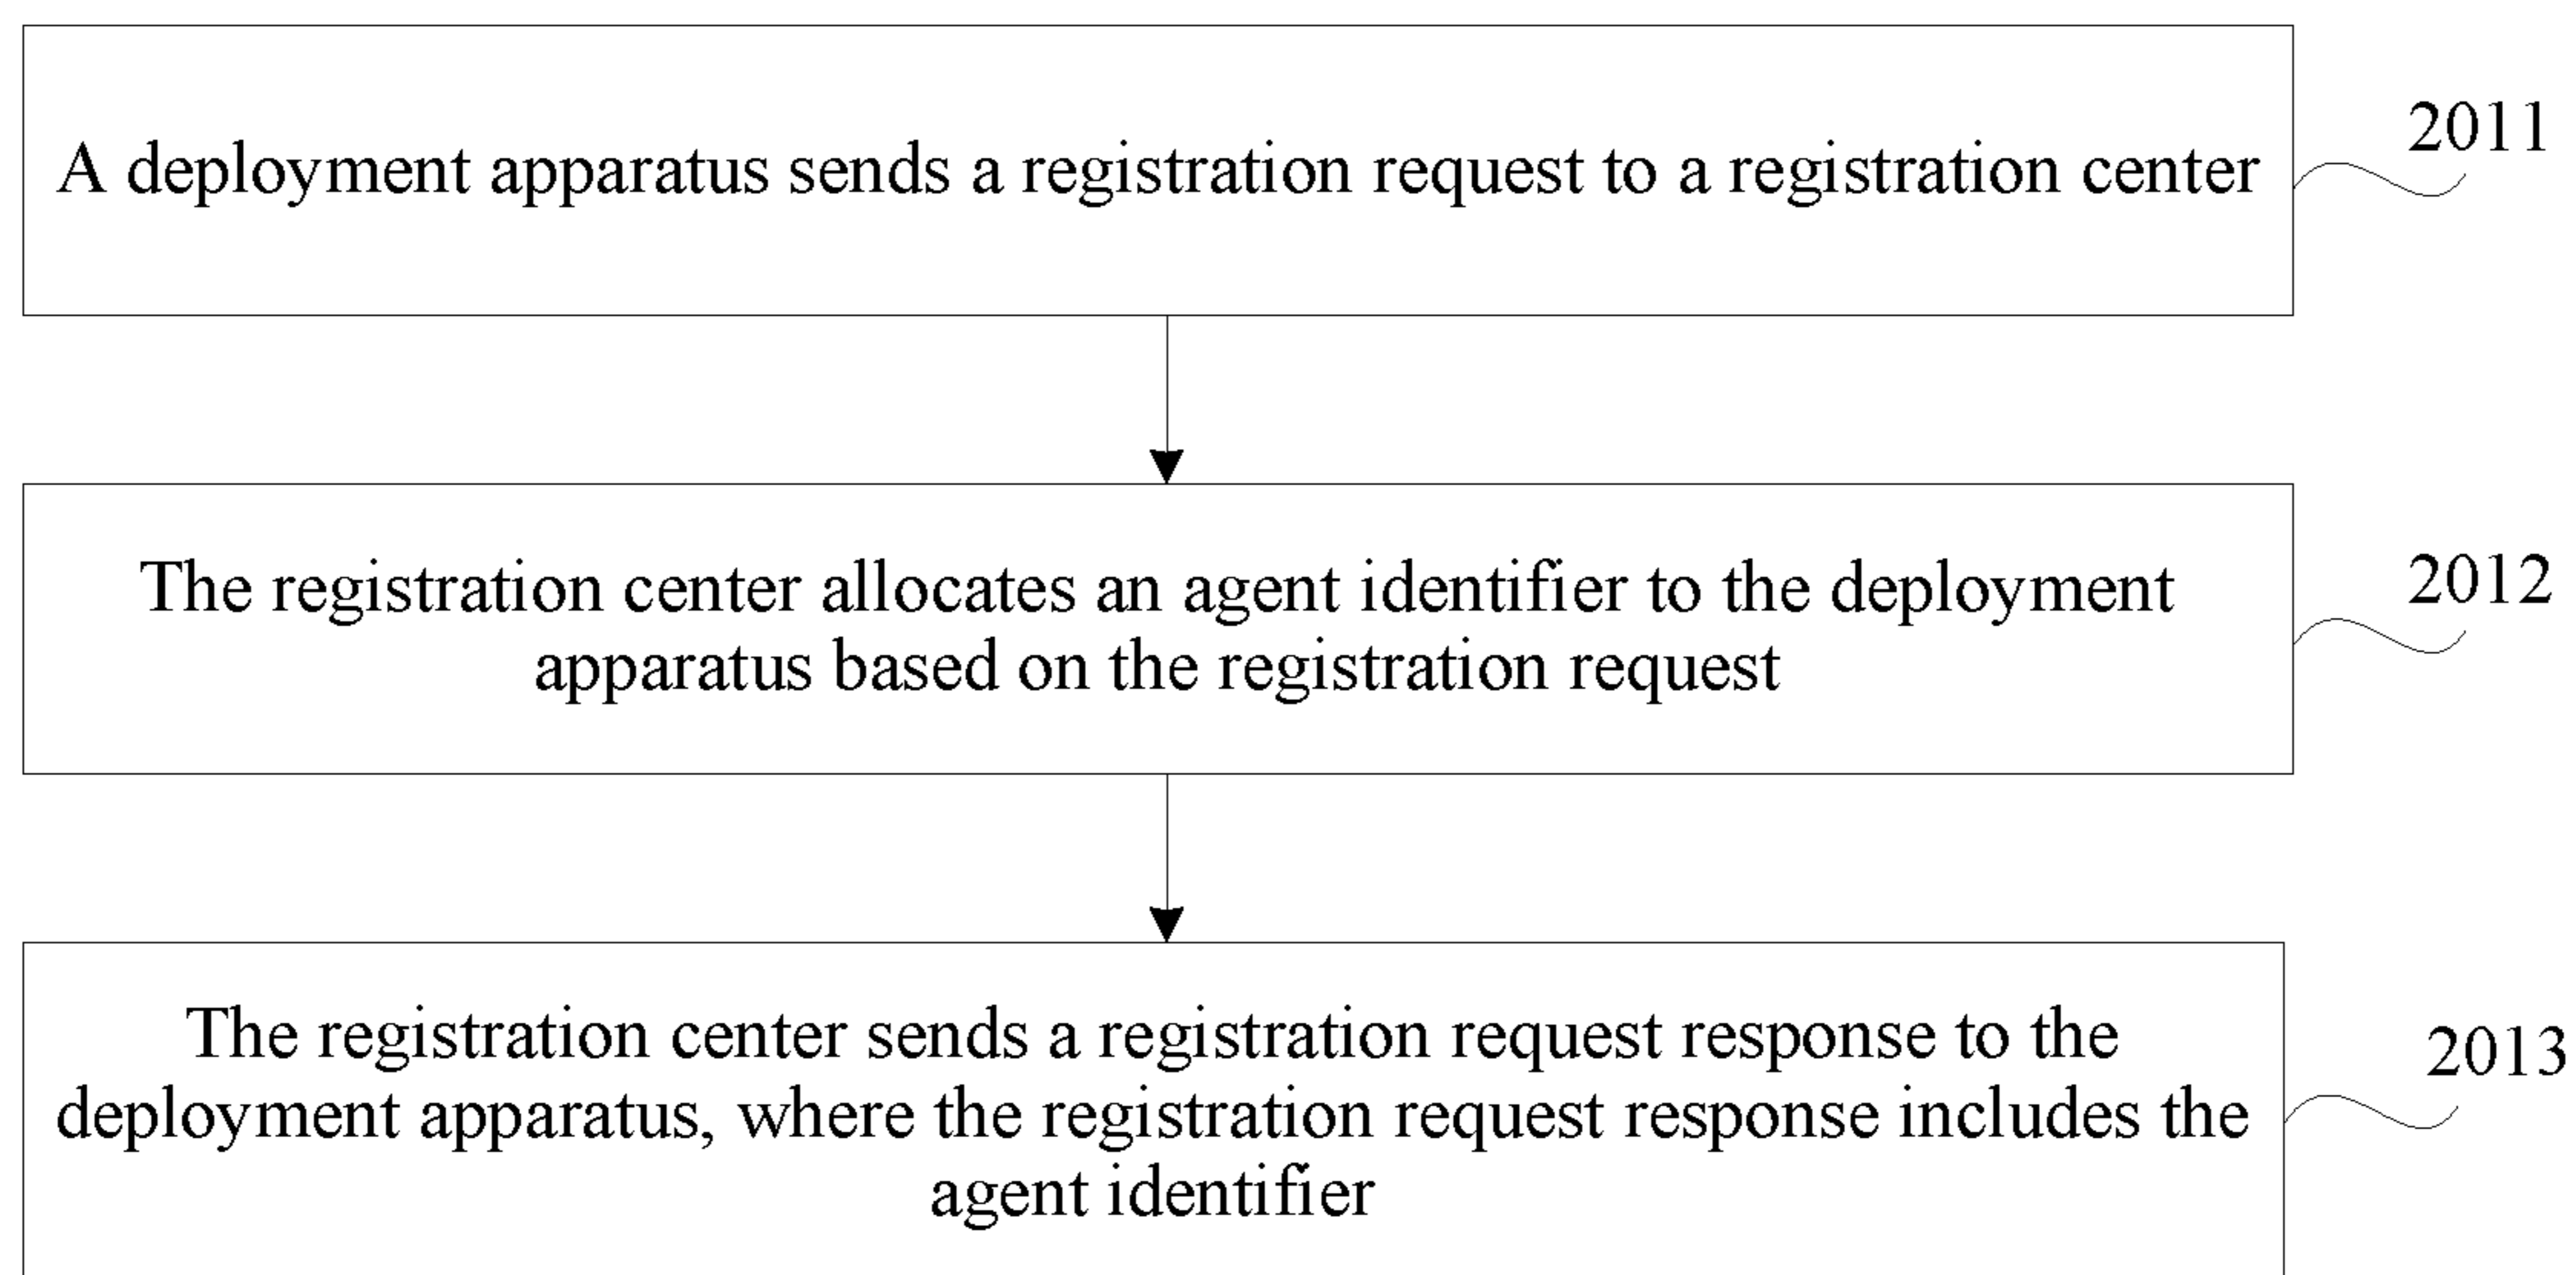 A deployment apparatus sends a registration request to a registration center
2011
The registration center allocates an agent identifier to the deployment
apparatus based on the registration request
2012
The registration center sends a registration request response to the
deployment apparatus, where the registration request response includes the
agent identifier
2013